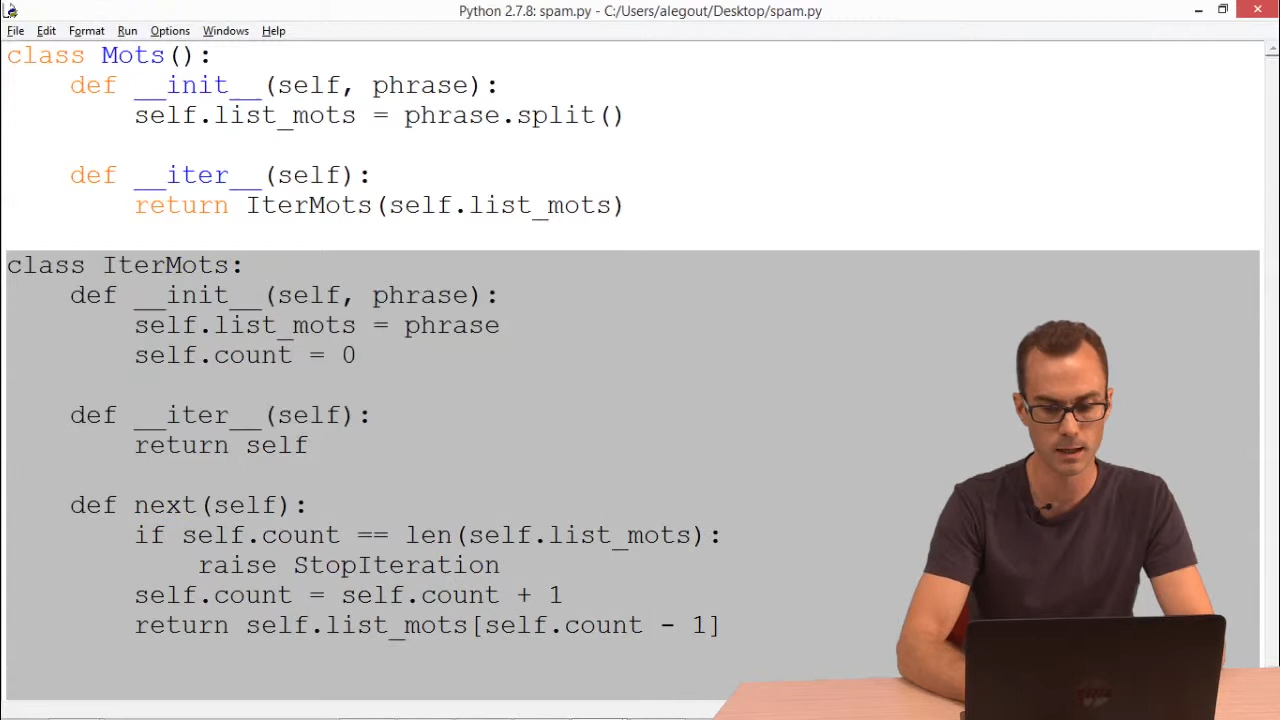 Python 2.7.8: spam.py - C:/Users/alegout/Desktop/spam.py
File Edit Format Run Options Windows Help
class Mots():
    def __init__(self, phrase):
        self.list_mots = phrase.split()
    def __iter__(self):
        return IterMots(self.list_mots)
class IterMots:
    def __init__(self, phrase):
        self.list_mots = phrase
        self.count = 0
    def __iter__(self):
        return self
    def next(self):
        if self.count == len(self.list_mots):
            raise StopIteration
        self.count = self.count + 1
        return self.list_mots[self.count - 1]